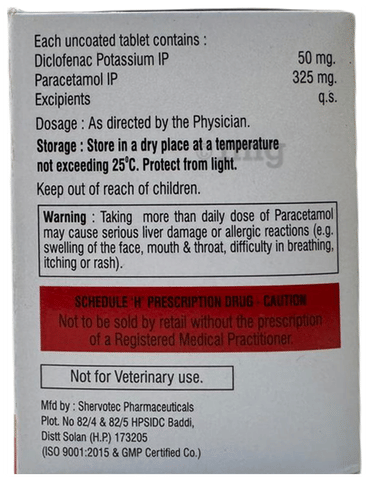 Each uncoated tablet contains :
Diclofenac Potassium IP 50 mg.
Paracetamol IP 325 mg.
Excipients q.s.
Dosage : As directed by the Physician.
Storage : Store in a dry place at a temperature
not exceeding 25°C. Protect from light.
Keep out of reach of children.
Warning : Taking more than daily dose of Paracetamol
may cause serious liver damage or allergic reactions (e.g.
swelling of the face, mouth & throat, difficulty in breathing,
itching or rash).
SCHEDULE 'H' PRESCRIPTION DRUG - CAUTION
Not to be sold by retail without the prescription
of a Registered Medical Practitioner.
Not for Veterinary use.
Mfd by : Shervotec Pharmaceuticals
Plot. No 82/4 & 82/5 HPSIDC Baddi,
Distt Solan (H.P.) 173205
(ISO 9001:2015 & GMP Certified Co.)